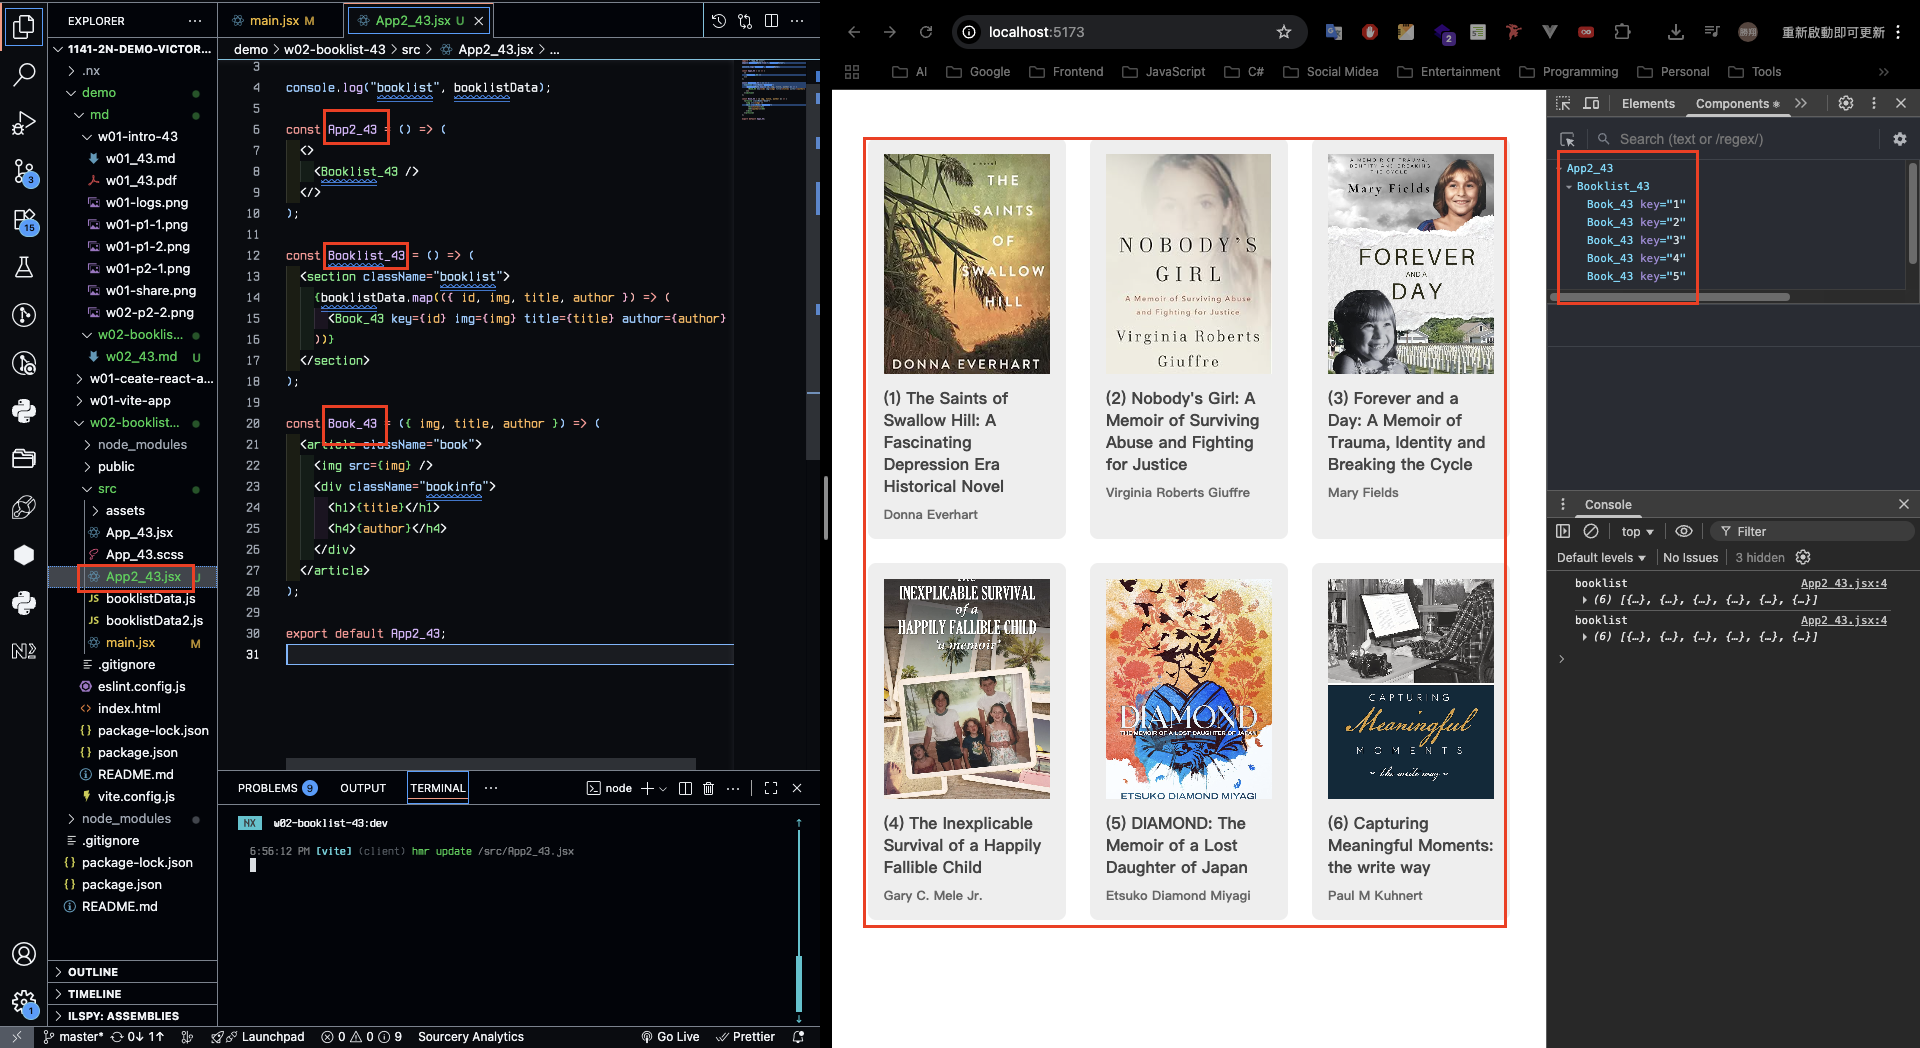 EXPLORER
1141-2N-DEMO-VICTOR...
.nx
demo
md
w01-intro-43
w01_43.md
w01_43.pdf
w01-logs.png
w01-p1-1.png
w01-p1-2.png
w01-p2-1.png
w01-share.png
w02-p2-2.png
w02-booklis...
w02_43.md U
w01-ceate-react-a...
w01-vite-app
w02-booklist...
node_modules
public
src
assets
App_43.jsx
App_43.scss
App2_43.jsx U
JS booklistData.js
JS booklistData2.js
main.jsx M
.gitignore
eslint.config.js
index.html
package-lock.json
package.json
README.md
vite.config.js
node_modules
.gitignore
package-lock.json
package.json
README.md
OUTLINE
TIMELINE
ILSPY: ASSEMBLIES
3
15
1
main.jsx M
App2_43.jsx U
demo > w02-booklist-43 > src > App2_43.jsx > ...
3
4 console.log("booklist", booklistData);
5
6 const App2_43 = () => (
7 <>
8 <Booklist_43 />
9 </>
10 );
11
12 const Booklist_43 = () => (
13 <section className="booklist">
14 {booklistData.map(({ id, img, title, author }) => (
15 <Book_43 key={id} img={img} title={title} author={author}
16 ))}
17 </section>
18 );
19
20 const Book_43 = ({ img, title, author }) => (
21 <article className="book">
22 <img src={img} />
23 <div className="bookinfo">
24 <h1>{title}</h1>
25 <h4>{author}</h4>
26 </div>
27 </article>
28 );
29
30 export default App2_43;
31
PROBLEMS 9 OUTPUT TERMINAL
node
NX w02-booklist-43:dev
6:56:12 PM [vite] (client) hmr update /src/App2_43.jsx
master* 0↓ 1↑ Launchpad 0 0 9 Sourcery Analytics Go Live Prettier
localhost:5173
2
重新啟動即可更新
AI Google Frontend JavaScript C# Social Midea Entertainment Programming Personal Tools
a novel
THE
SAINTS
OF
SWALLOW
HILL
DONNA EVERHART
(1) The Saints of
Swallow Hill: A
Fascinating
Depression Era
Historical Novel
Donna Everhart
NOBODY'S
GIRL
A Memoir of Surviving Abuse
and Fighting for Justice
Virginia Roberts
Giuffre
(2) Nobody's Girl: A
Memoir of Surviving
Abuse and Fighting
for Justice
Virginia Roberts Giuffre
A MEMOIR OF TRAUMA,
IDENTITY AND BREAKING
THE CYCLE
Mary Fields
FOREVER
AND A
DAY
(3) Forever and a
Day: A Memoir of
Trauma, Identity and
Breaking the Cycle
Mary Fields
The
INEXPLICABLE SURVIVAL
of a
HAPPILY FALLIBLE CHILD
'a memoir'
(4) The Inexplicable
Survival of a Happily
Fallible Child
Gary C. Mele Jr.
DIAMOND
THE MEMOIR OF A LOST DAUGHTER OF JAPAN
ETSUKO DIAMOND MIYAGI
(5) DIAMOND: The
Memoir of a Lost
Daughter of Japan
Etsuko Diamond Miyagi
CAPTURING
Meaningful
MOMENTS
~ the write way ~
(6) Capturing
Meaningful Moments:
the write way
Paul M Kuhnert
Elements Components
Search (text or /regex/)
App2_43
Booklist_43
Book_43 key="1"
Book_43 key="2"
Book_43 key="3"
Book_43 key="4"
Book_43 key="5"
Console
top Filter
Default levels No Issues 3 hidden
booklist App2_43.jsx:4
(6) [{…}, {…}, {…}, {…}, {…}, {…}]
booklist App2_43.jsx:4
(6) [{…}, {…}, {…}, {…}, {…}, {…}]